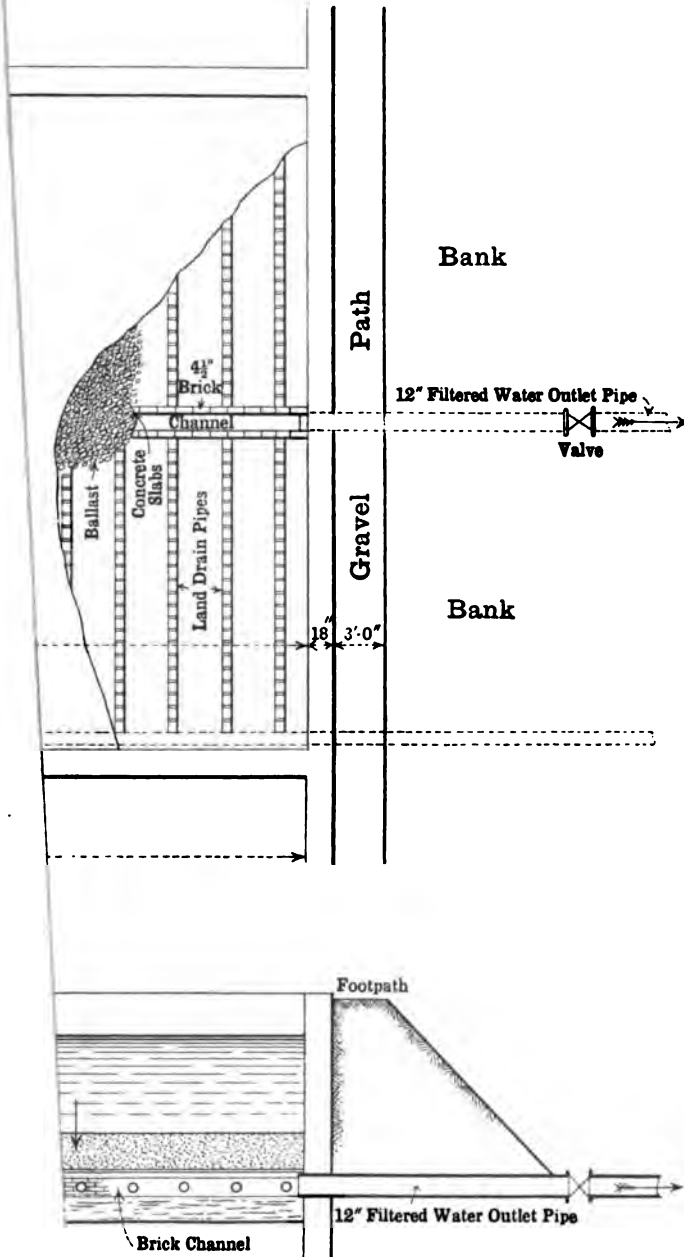 Bank
Path
4½"
Brick
12" Filtered Water Outlet Pipe
Channel
Valve
Ballast
Concrete
Slabs
Land Drain Pipes
Gravel
18"
3'-0"
Bank
Footpath
12" Filtered Water Outlet Pipe
Brick Channel